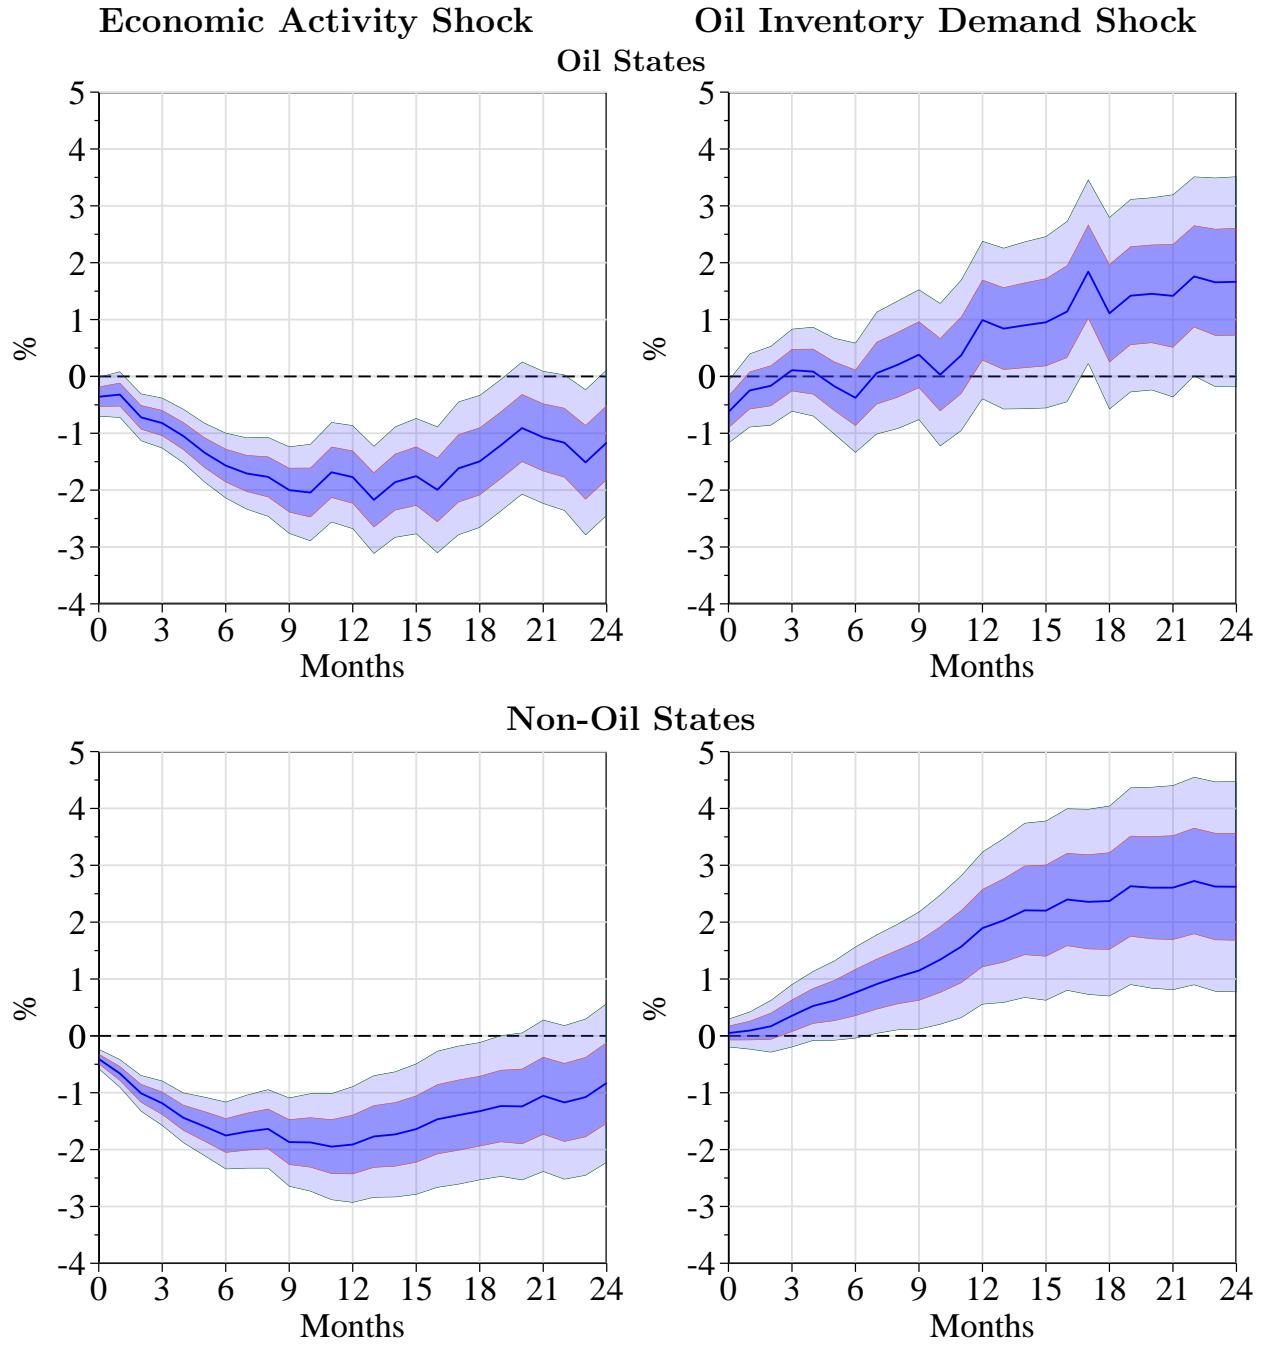 Economic Activity Shock Oil Inventory Demand Shock
Oil States
5 5
4 4
3 3
2 2
1 1
% 0 % 0
-1 -1
-2 -2
-3 -3
-4 -4
0 3 6 9 12 15 18 21 24 0 3 6 9 12 15 18 21 24
Months Months
Non-Oil States
5 5
4 4
3 3
2 2
1 1
% 0 % 0
-1 -1
-2 -2
-3 -3
-4 -4
0 3 6 9 12 15 18 21 24 0 3 6 9 12 15 18 21 24
Months Months